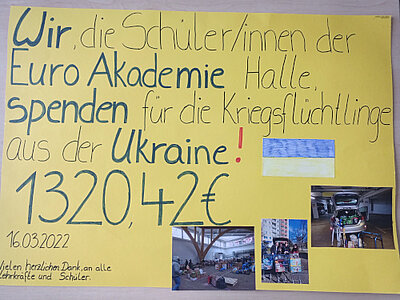 Wir, die Schüler/innen der
Euro Akademie Halle,
spenden für die Kriegsflüchtlinge
aus der Ukraine!
1320,42€
16.03.2022
Vielen herzlichen Dank, an alle
Lehrkräfte und Schüler.